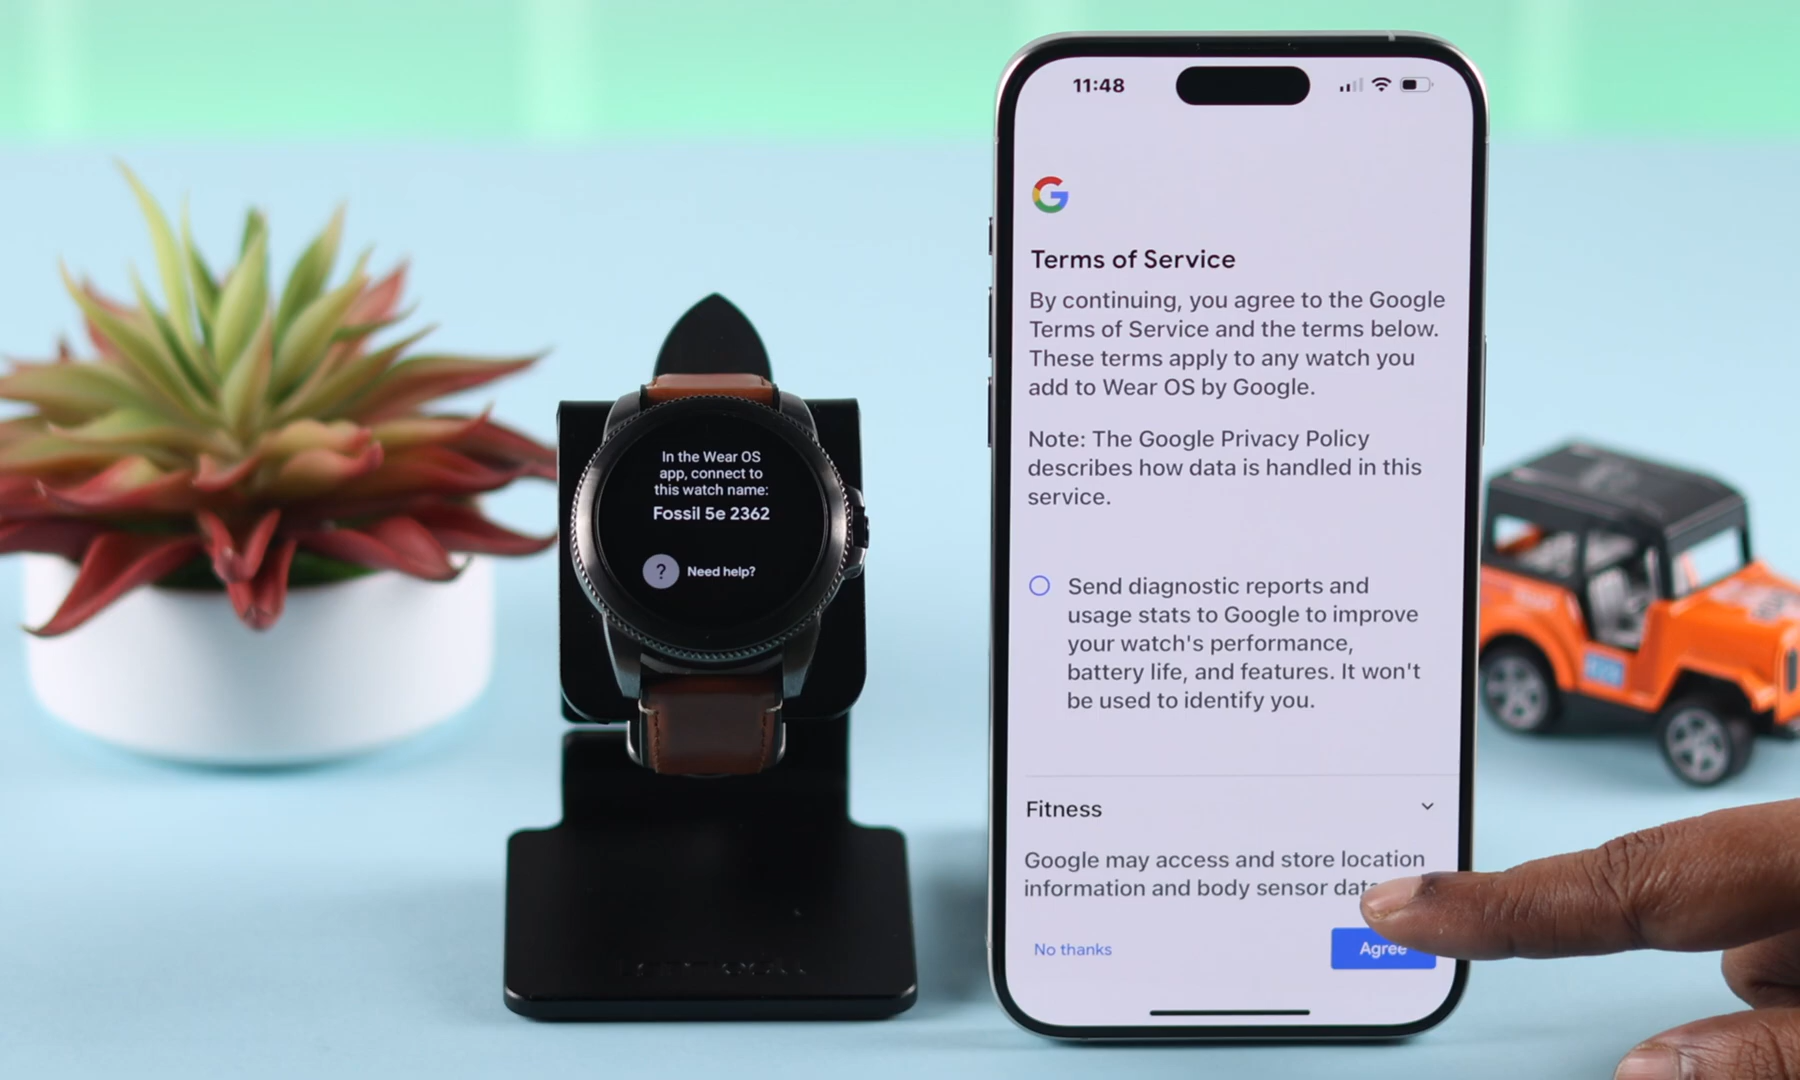 In the Wear OS
app, connect to
this watch name:
Fossil 5e 2362
? Need help?
11:48
G
Terms of Service
By continuing, you agree to the Google
Terms of Service and the terms below.
These terms apply to any watch you
add to Wear OS by Google.
Note: The Google Privacy Policy
describes how data is handled in this
service.
Send diagnostic reports and
usage stats to Google to improve
your watch's performance,
battery life, and features. It won't
be used to identify you.
Fitness
Google may access and store location
information and body sensor data
No thanks
Agree